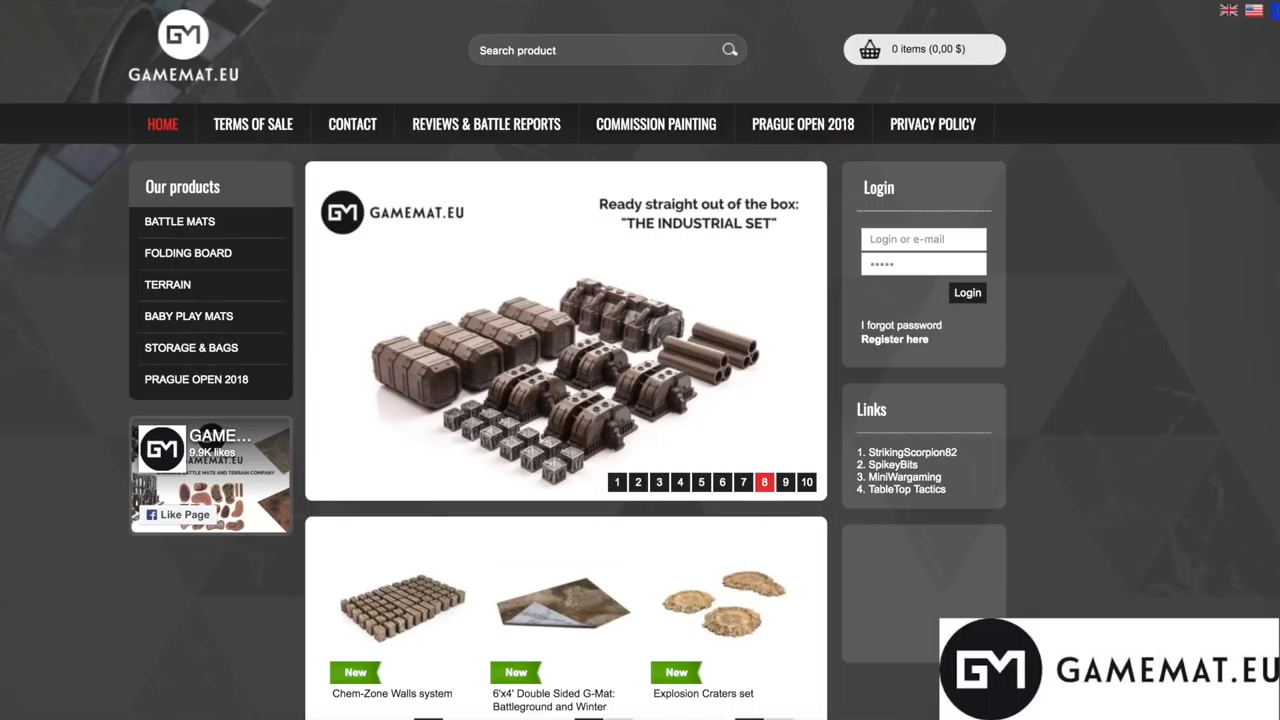 GM
GAMEMAT.EU
Search product
0 items (0,00 $)
HOME
TERMS OF SALE
CONTACT
REVIEWS & BATTLE REPORTS
COMMISSION PAINTING
PRAGUE OPEN 2018
PRIVACY POLICY
Our products
BATTLE MATS
FOLDING BOARD
TERRAIN
BABY PLAY MATS
STORAGE & BAGS
PRAGUE OPEN 2018
GM
GAME...
9.9K likes
GAMEMAT.EU
BATTLE MATS AND TERRAIN COMPANY
Like Page
GM GAMEMAT.EU
Ready straight out of the box:
"THE INDUSTRIAL SET"
1 2 3 4 5 6 7 8 9 10
New
Chem-Zone Walls system
New
6'x4' Double Sided G-Mat:
Battleground and Winter
New
Explosion Craters set
Login
Login or e-mail
Login
I forgot password
Register here
Links
1. StrikingScorpion82
2. SpikeyBits
3. MiniWargaming
4. TableTop Tactics
GM GAMEMAT.EU